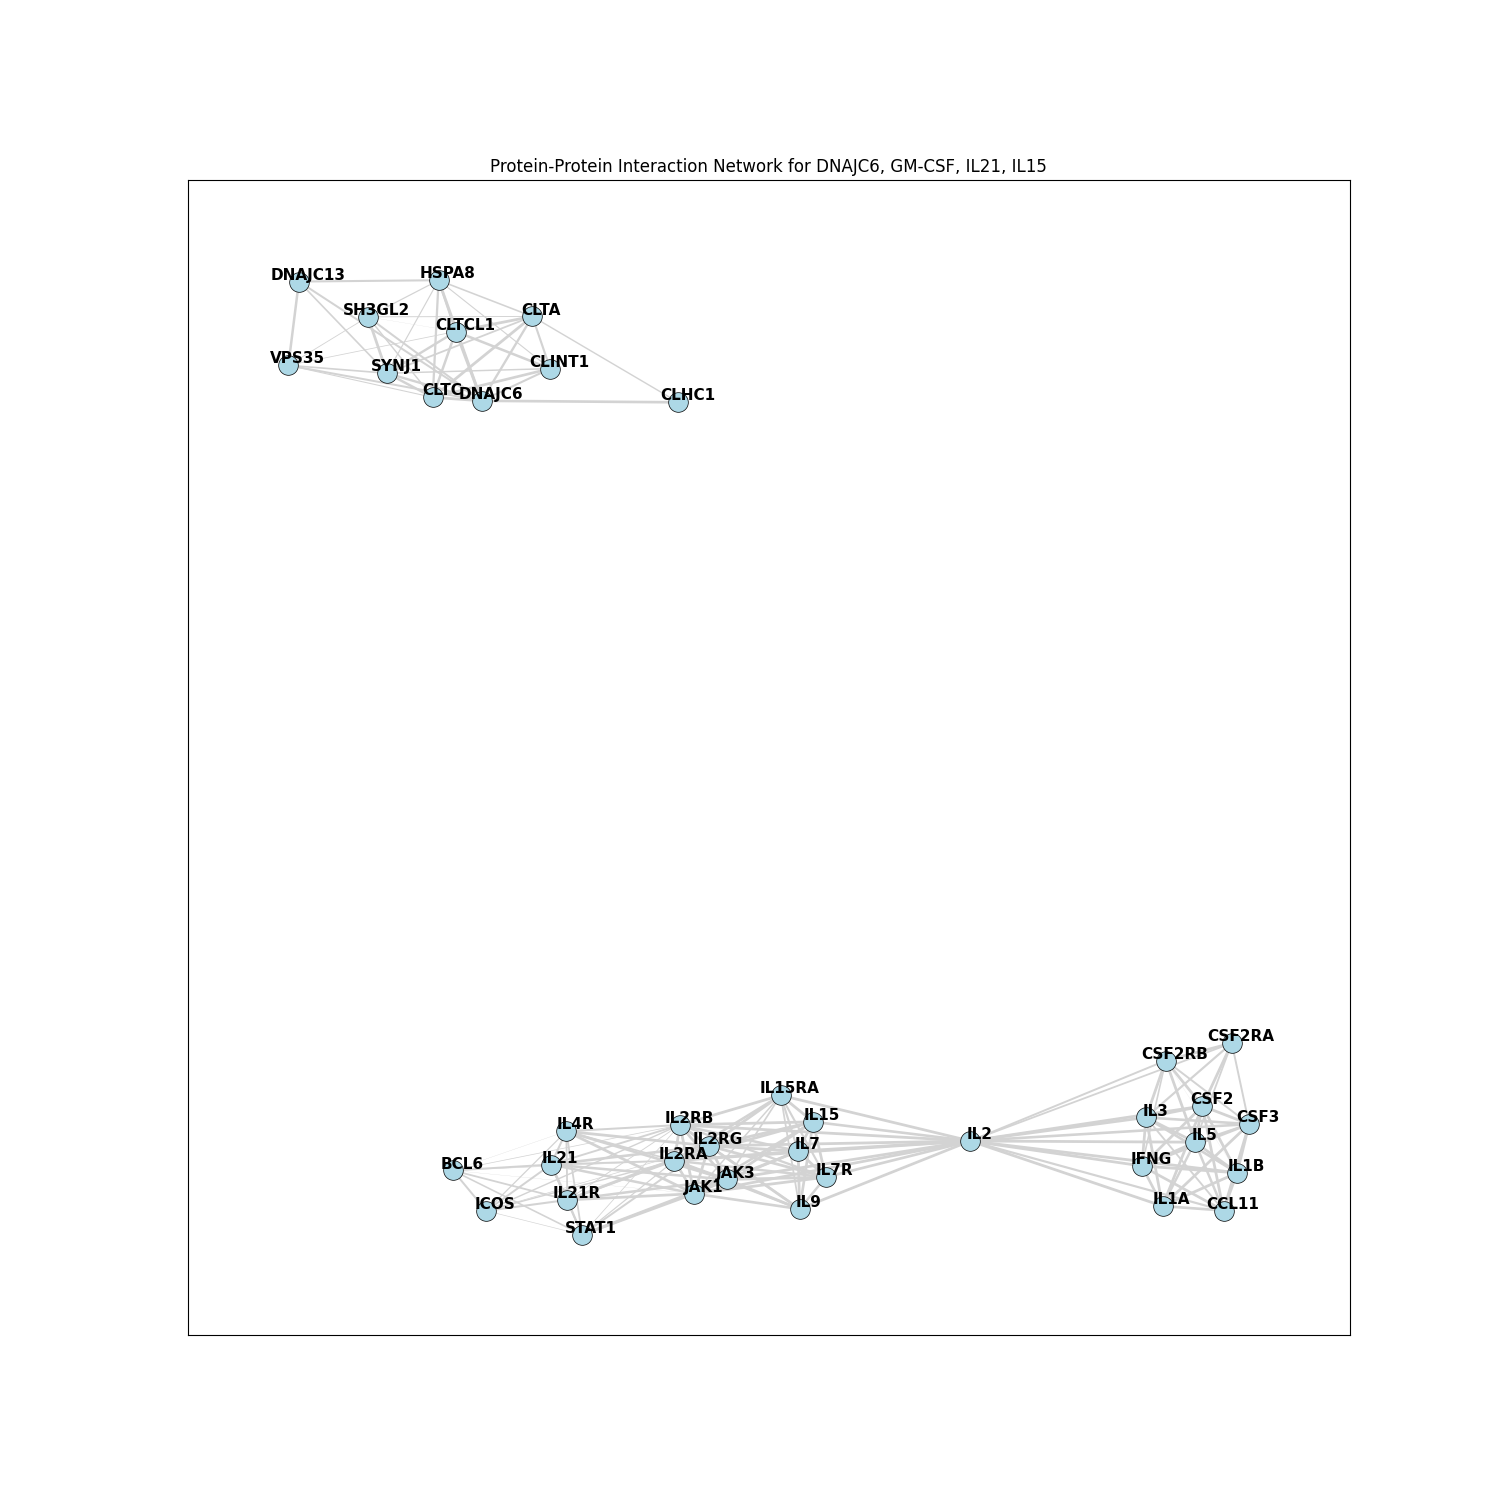 Protein-Protein Interaction Network for DNAJC6, GM-CSF, IL21, IL15
DNAJC13
HSPA8
SH3GL2
CLTA
CLTCL1
VPS35
SYNJ1
CLINT1
CLTC
DNAJC6
CLHC1
CSF2RA
CSF2RB
IL15RA
CSF2
IL3
IL15
CSF3
IL2RB
IL4R
IL2
IL5
IL2RG
IL7
IL2RA
IL21
IFNG
BCL6
IL1B
IL7R
JAK3
JAK1
IL21R
IL1A
IL9
ICOS
CCL11
STAT1